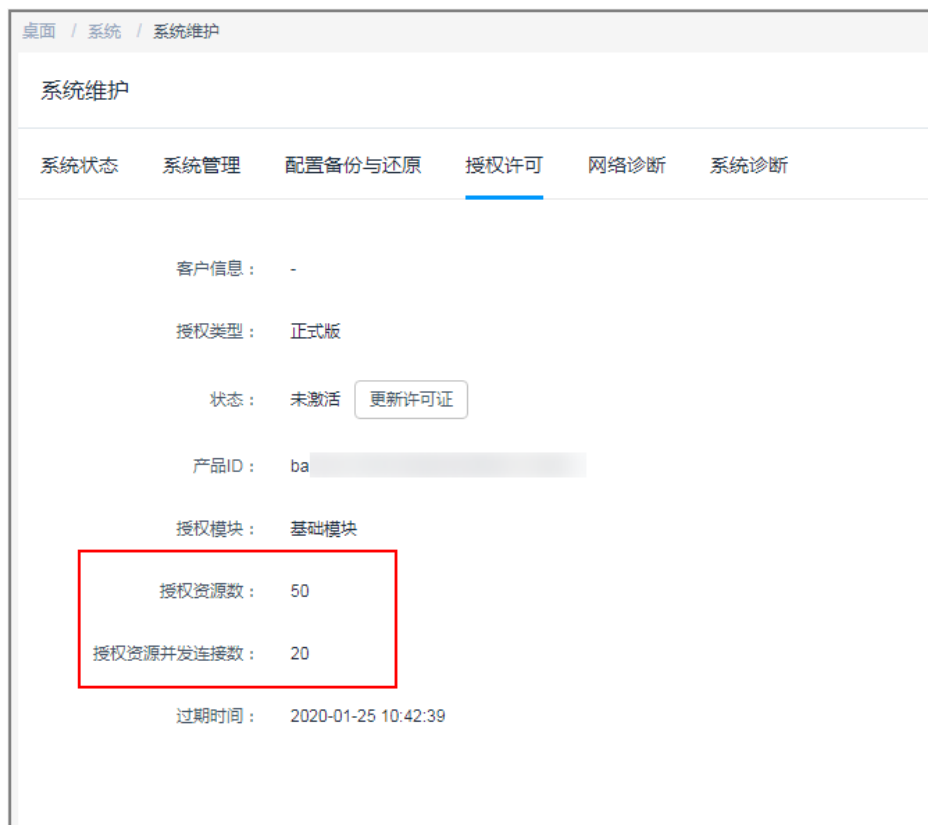 桌面 / 系统 / 系统维护
系统维护
系统状态 系统管理 配置备份与还原 授权许可 网络诊断 系统诊断
客户信息： -
授权类型： 正式版
状态： 未激活 更新许可证
产品ID： ba
授权模块： 基础模块
授权资源数： 50
授权资源并发连接数： 20
过期时间： 2020-01-25 10:42:39